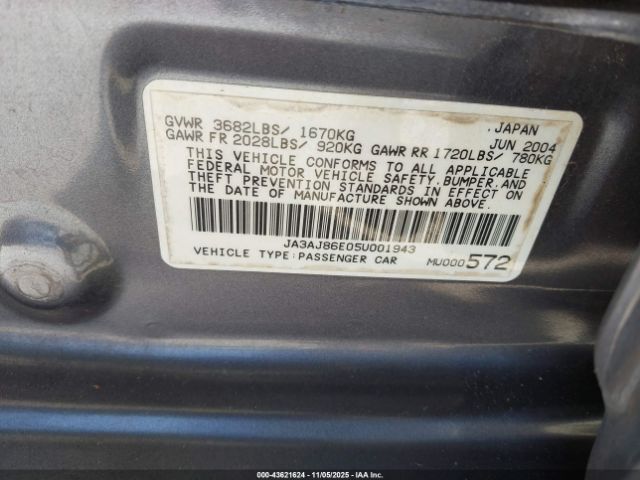 GVWR 3682LBS/ 1670KG .JAPAN
GAWR FR 2028LBS/ 920KG GAWR RR 1720LBS/ 780KG JUN 2004
THIS VEHICLE CONFORMS TO ALL APPLICABLE
FEDERAL MOTOR VEHICLE SAFETY,BUMPER,AND
THEFT PREVENTION STANDARDS IN EFFECT ON
THE DATE OF MANUFACTURE SHOWN ABOVE.
JA3AJ86E05U001943
VEHICLE TYPE:PASSENGER CAR MU000572
000-43621624 - 11/05/2025 - IAA Inc.